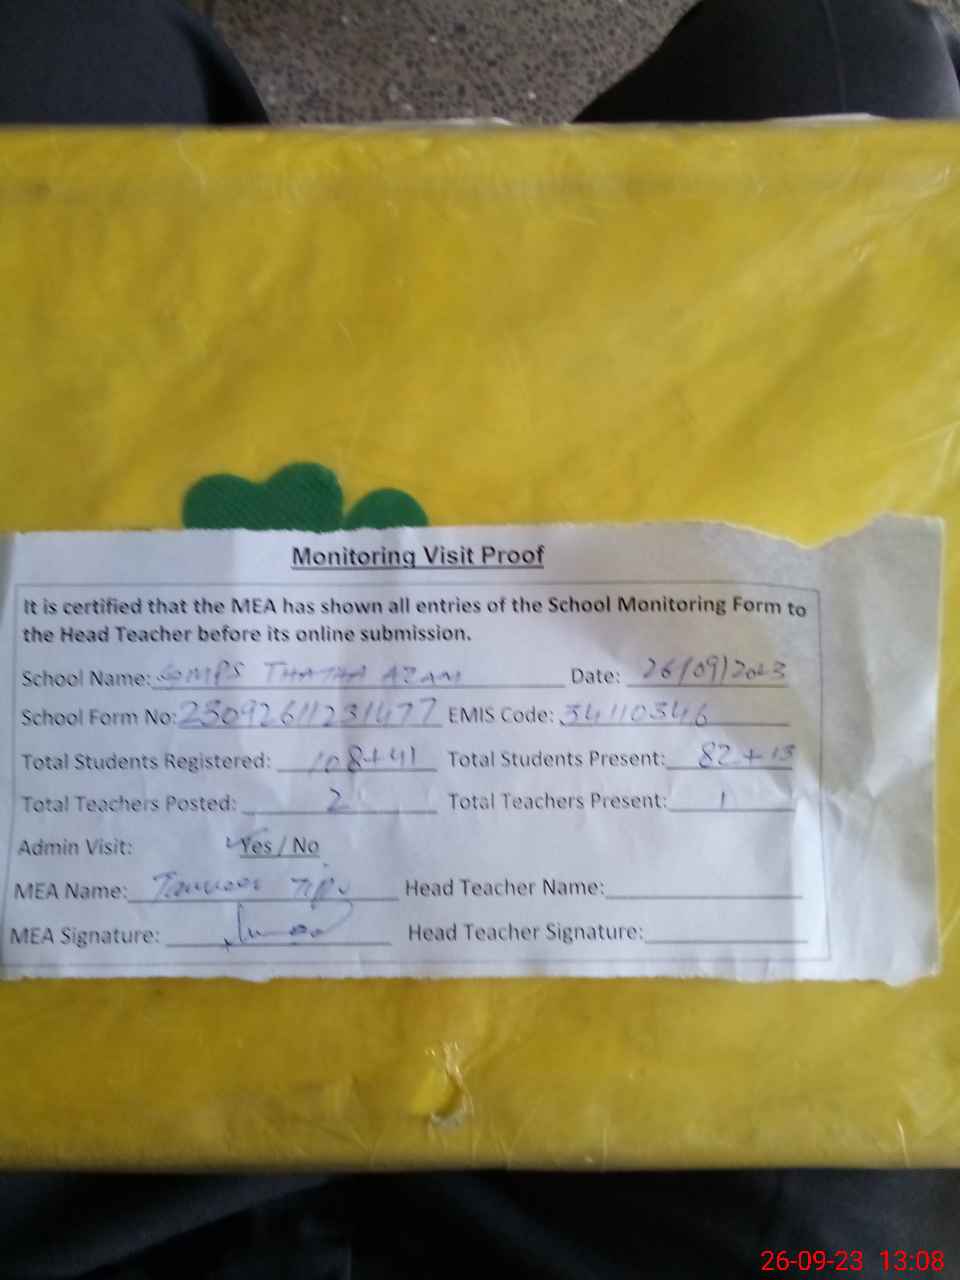 Monitoring Visit Proof
It is certified that the MEA has shown all entries of the School Monitoring Form to
the Head Teacher before its online submission.
School Name: GMPS THATHA AZAM Date: 26/09/2023
School Form No: 23092611231477 EMIS Code: 34110346
Total Students Registered: 108+41 Total Students Present: 82+13
Total Teachers Posted: 2 Total Teachers Present: 1
Admin Visit: Yes / No
MEA Name: Tipu Head Teacher Name:
MEA Signature: Head Teacher Signature:
26-09-23 13:08